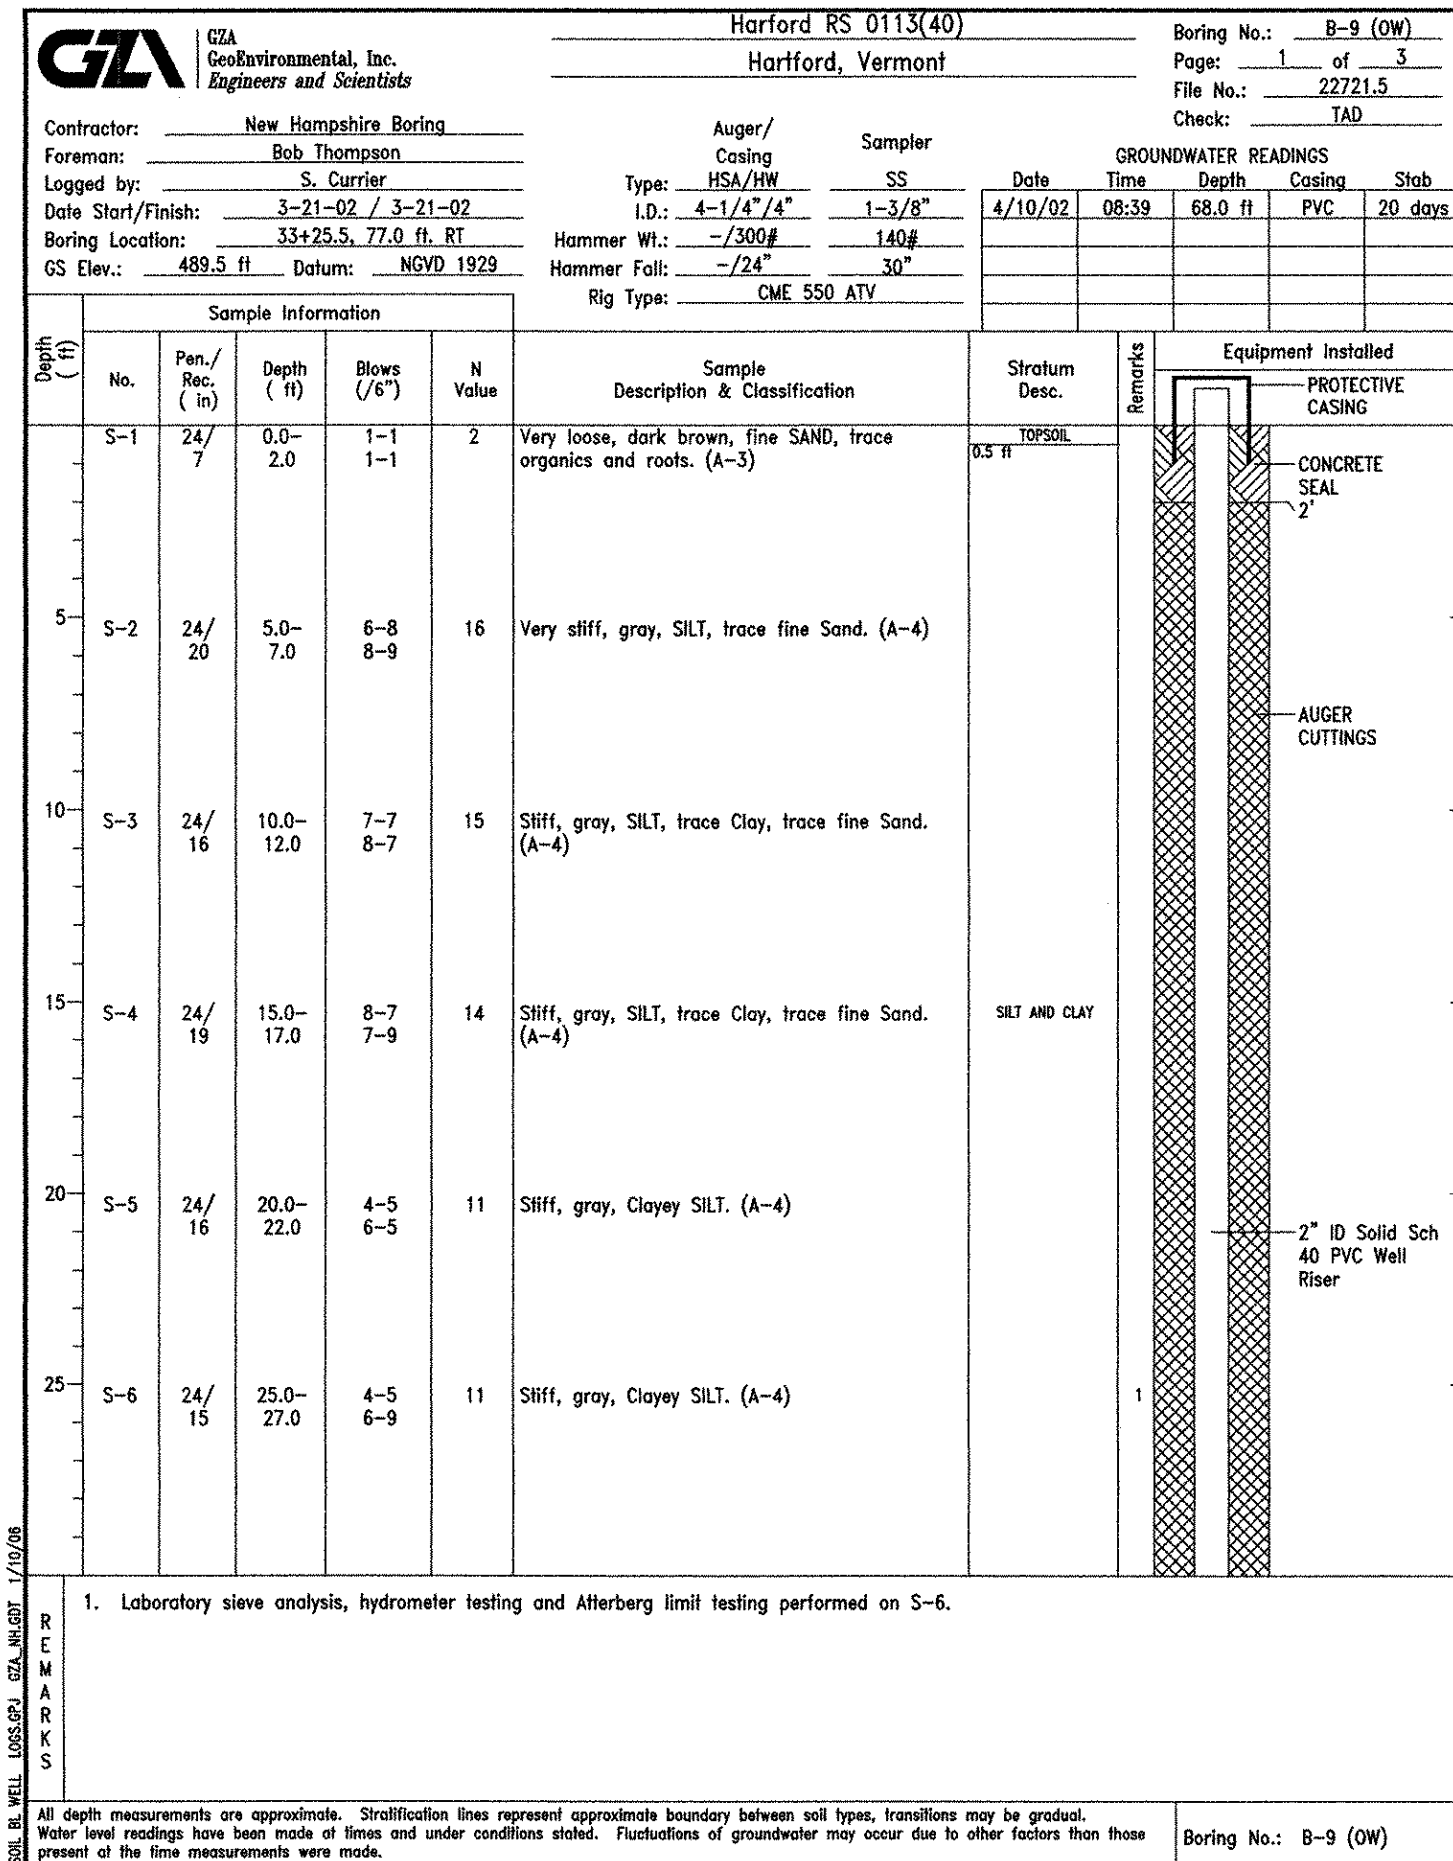 GZA
GZA
GeoEnvironmental, Inc.
Engineers and Scientists
Harford RS 0113(40)
Hartford, Vermont
Boring No.: B-9 (OW)
Page: 1 of 3
File No.: 22721.5
Check: TAD
Contractor: New Hampshire Boring
Foreman: Bob Thompson
Logged by: S. Currier
Date Start/Finish: 3-21-02 / 3-21-02
Boring Location: 33+25.5, 77.0 ft. RT
GS Elev.: 489.5 ft Datum: NGVD 1929
Auger/
Casing Sampler
Type: HSA/HW SS
I.D.: 4-1/4"/4" 1-3/8"
Hammer Wt.: -/300# 140#
Hammer Fall: -/24" 30"
Rig Type: CME 550 ATV
GROUNDWATER READINGS
Date Time Depth Casing Stab
4/10/02 08:39 68.0 ft PVC 20 days
Depth
( ft)
Sample Information
No.
Pen./
Rec.
( in)
Depth
( ft)
Blows
(/6")
N
Value
Sample
Description & Classification
Stratum
Desc.
Remarks
Equipment Installed
PROTECTIVE
CASING
S-1 24/ 0.0- 1-1 2 Very loose, dark brown, fine SAND, trace TOPSOIL
7 2.0 1-1 organics and roots. (A-3) 0.5 ft
CONCRETE
SEAL
2'
5
S-2 24/ 5.0- 6-8 16 Very stiff, gray, SILT, trace fine Sand. (A-4)
20 7.0 8-9
AUGER
CUTTINGS
10
S-3 24/ 10.0- 7-7 15 Stiff, gray, SILT, trace Clay, trace fine Sand.
16 12.0 8-7 (A-4)
15
S-4 24/ 15.0- 8-7 14 Stiff, gray, SILT, trace Clay, trace fine Sand. SILT AND CLAY
19 17.0 7-9 (A-4)
20
S-5 24/ 20.0- 4-5 11 Stiff, gray, Clayey SILT. (A-4)
16 22.0 6-5
2" ID Solid Sch
40 PVC Well
Riser
25
S-6 24/ 25.0- 4-5 11 Stiff, gray, Clayey SILT. (A-4) 1
15 27.0 6-9
REMARKS
1. Laboratory sieve analysis, hydrometer testing and Atterberg limit testing performed on S-6.
SOIL BL WELL LOGS.GPJ GZA_NH.GDT 1/10/06
All depth measurements are approximate. Stratification lines represent approximate boundary between soil types, transitions may be gradual.
Water level readings have been made at times and under conditions stated. Fluctuations of groundwater may occur due to other factors than those
present at the time measurements were made.
Boring No.: B-9 (OW)